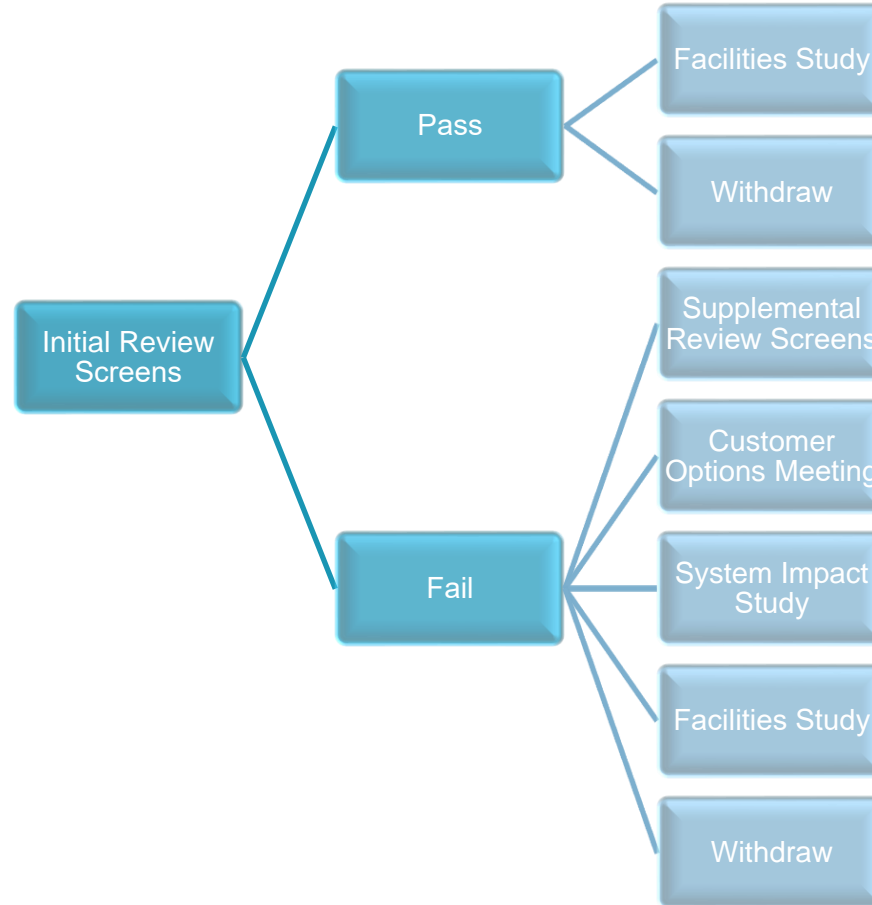 Initial Review
Screens
Pass
Facilities Study
Withdraw
Fail
Supplemental
Review Screens
Customer
Options Meeting
System Impact
Study
Facilities Study
Withdraw